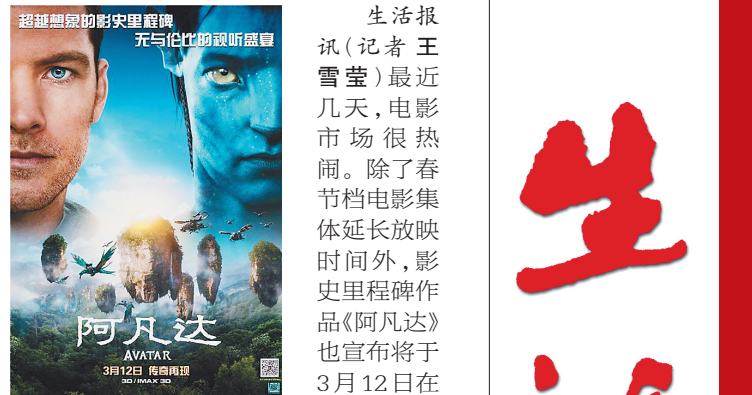 超越想象的影史里程碑
无与伦比的视听盛宴
阿凡达
AVATAR
3月12日 传奇再现
3D/IMAX 3D
生活报
讯(记者 王
雪莹)最近
几天,电影
市场很热
闹。除了春
节档电影集
体延长放映
时间外,影
史里程碑作
品《阿凡达》
也宣布将于
3月12日在
生